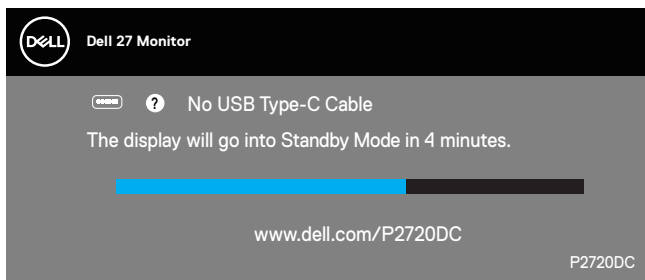 DELL Dell 27 Monitor
? No USB Type-C Cable
The display will go into Standby Mode in 4 minutes.
www.dell.com/P2720DC
P2720DC